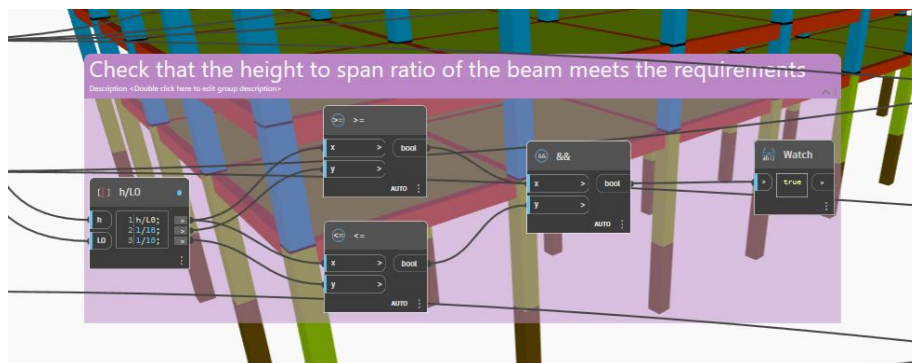 Check that the height to span ratio of the beam meets the requirements
Description <Double click here to edit group description>
>= >=
x > bool
y >
AUTO
&& &&
x > bool
y >
AUTO
Watch
> true >
h/L0
h 1 h/L0; >
L0 2 1/18; >
3 1/10; >
<= <=
x > bool
y >
AUTO